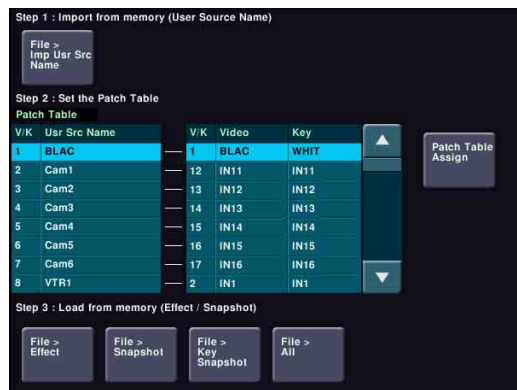 Step 1 : Import from memory (User Source Name)
File >
Imp Usr Src
Name
Step 2 : Set the Patch Table
Patch Table
V/K Usr Src Name V/K Video Key
1 BLAC 1 BLAC WHIT
2 Cam1 12 IN11 IN11
3 Cam2 13 IN12 IN12
4 Cam3 14 IN13 IN13
5 Cam4 15 IN14 IN14
6 Cam5 16 IN15 IN15
7 Cam6 17 IN16 IN16
8 VTR1 2 IN1 IN1
Patch Table
Assign
Step 3 : Load from memory (Effect / Snapshot)
File >
Effect
File >
Snapshot
File >
Key
Snapshot
File >
All